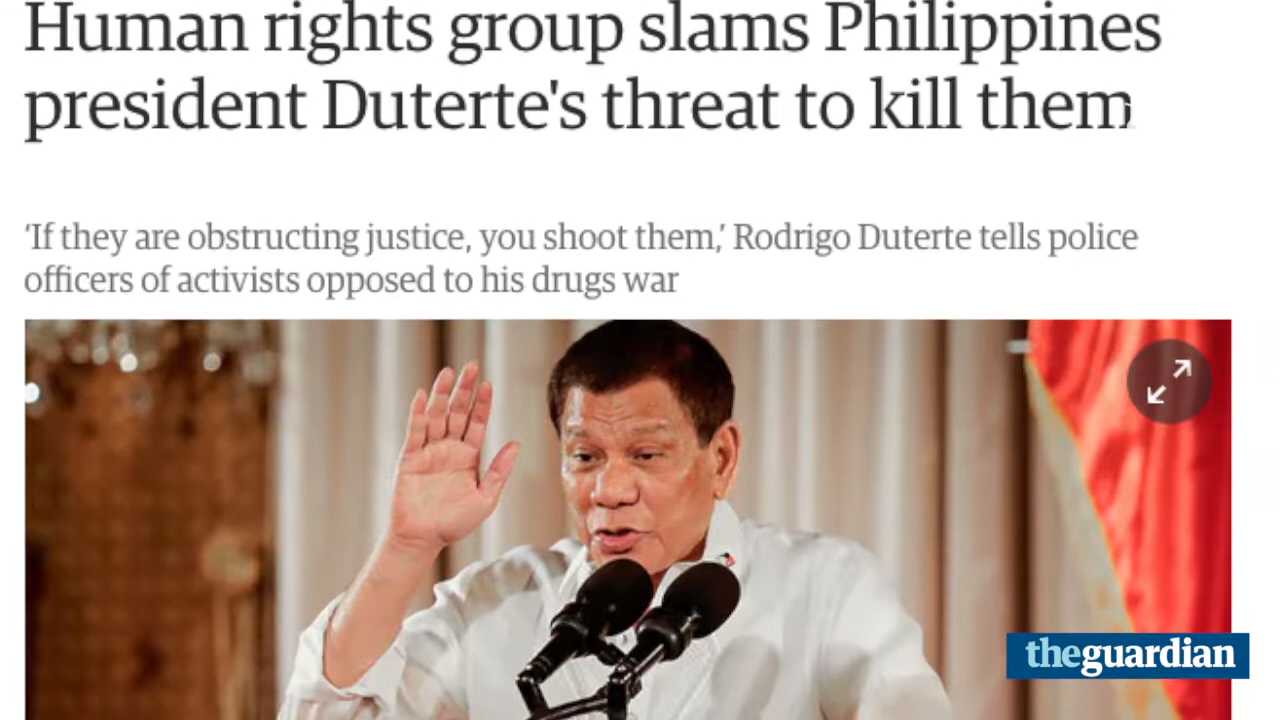 Human rights group slams Philippines
president Duterte's threat to kill them
‘If they are obstructing justice, you shoot them,’ Rodrigo Duterte tells police
officers of activists opposed to his drugs war
theguardian